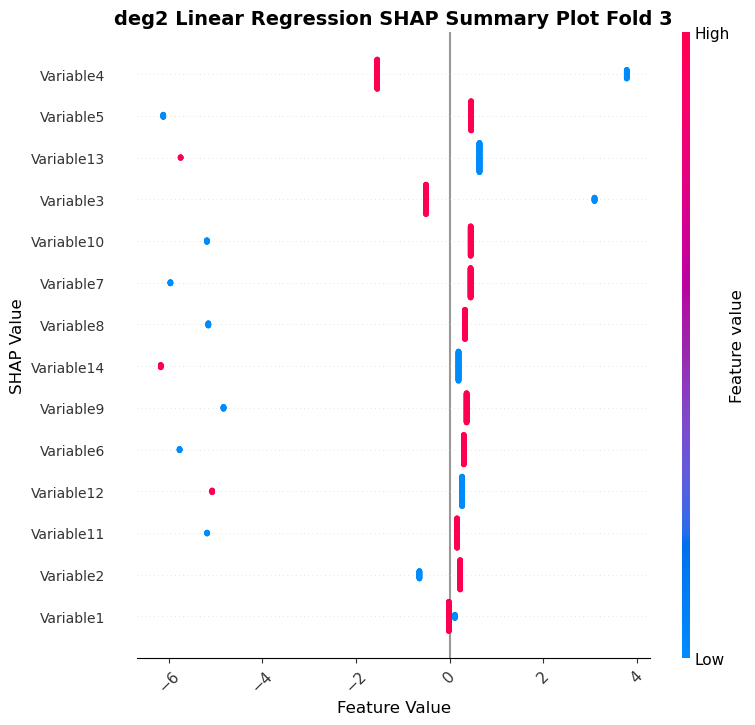 deg2 Linear Regression SHAP Summary Plot Fold 3
High
Variable4
Variable5
Variable13
Variable3
Variable10
Variable7
Variable8
Variable14
Variable9
Variable6
Variable12
Variable11
Variable2
Variable1
SHAP Value
Feature value
Low
−6
−4
−2
0
2
4
Feature Value